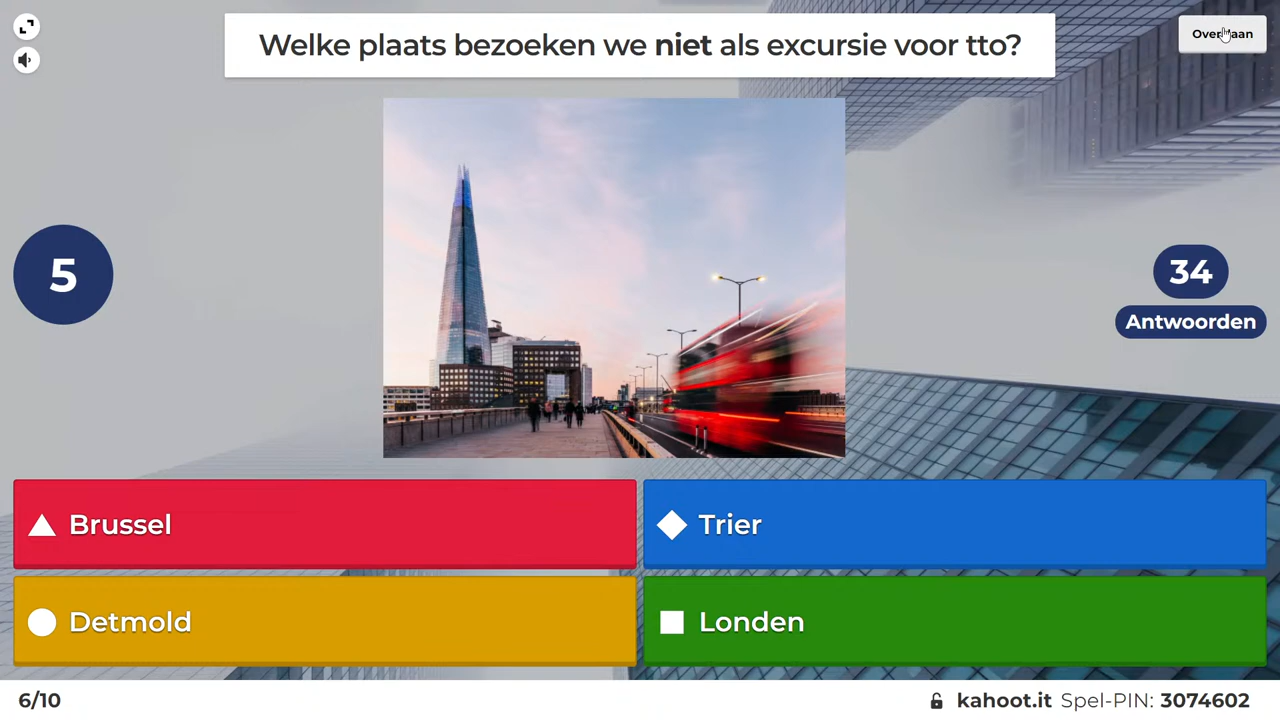 Welke plaats bezoeken we niet als excursie voor tto?
5
34
Antwoorden
Brussel
Trier
Detmold
Londen
6/10
kahoot.it Spel-PIN: 3074602